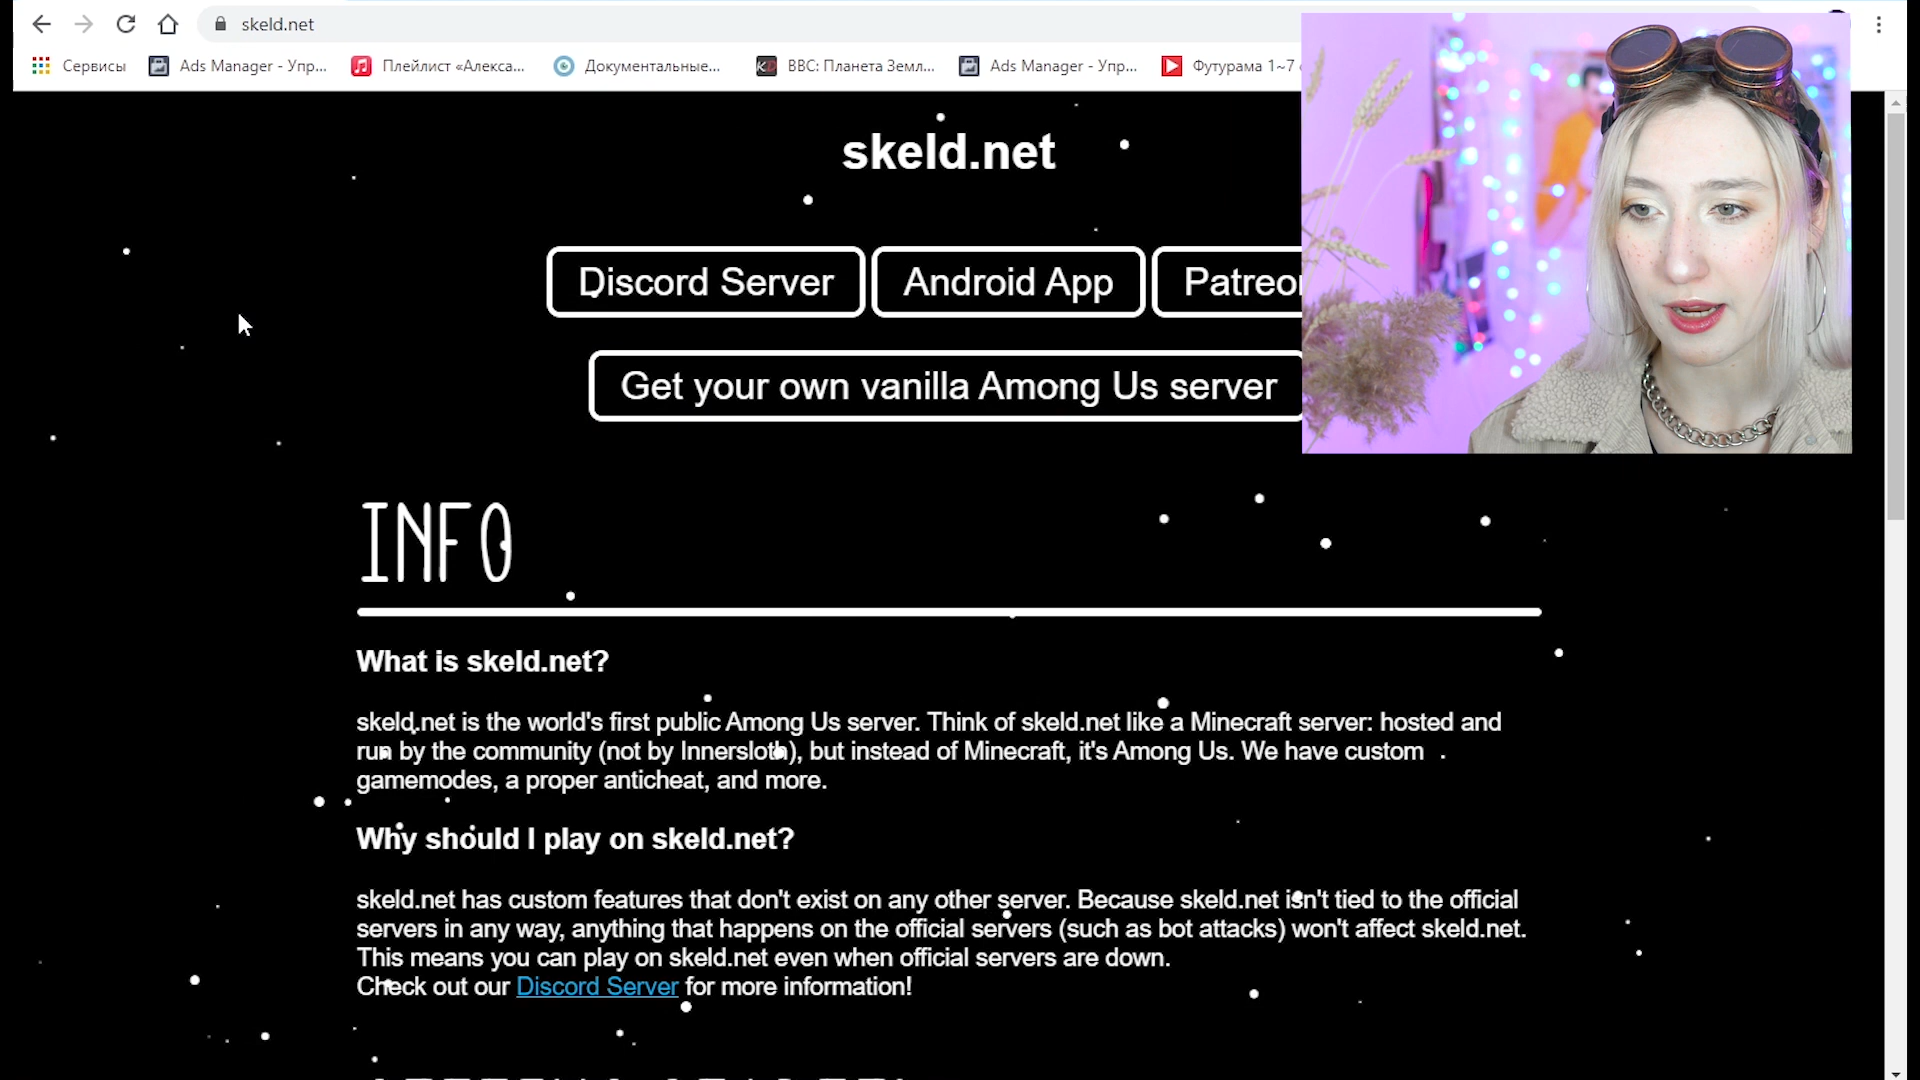 skeld.net
Сервисы
Ads Manager - Упр...
Плейлист «Алекса...
Документальные...
BBC: Планета Земл...
Ads Manager - Упр...
Футурама 1~7
skeld.net
Discord Server
Android App
Get your own vanilla Among Us server
INFO
What is skeld.net?
skeld.net is the world's first public Among Us server. Think of skeld.net like a Minecraft server: hosted and
run by the community (not by Innersloth), but instead of Minecraft, it's Among Us. We have custom
gamemodes, a proper anticheat, and more.
Why should I play on skeld.net?
skeld.net has custom features that don't exist on any other server. Because skeld.net isn't tied to the official
servers in any way, anything that happens on the official servers (such as bot attacks) won't affect skeld.net.
This means you can play on skeld.net even when official servers are down.
Check out our Discord Server for more information!